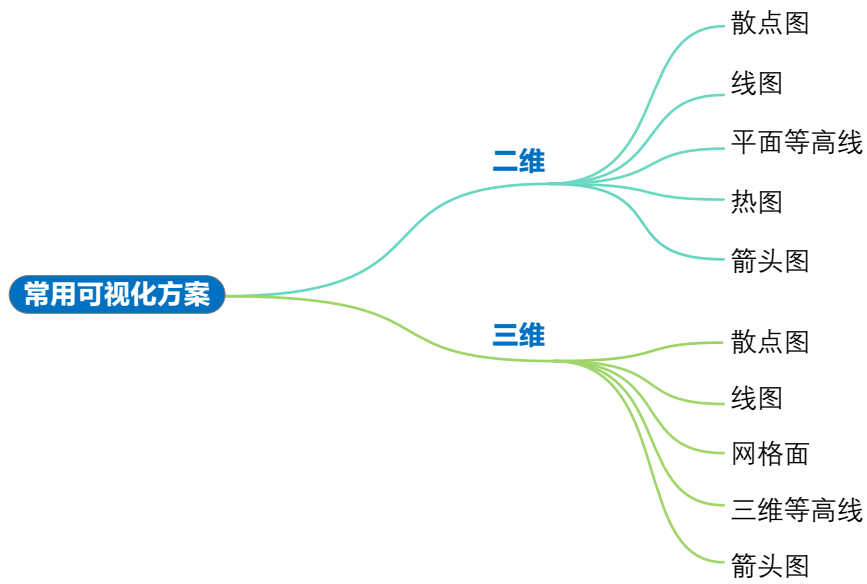 常用可视化方案
二维
散点图
线图
平面等高线
热图
箭头图
三维
散点图
线图
网格面
三维等高线
箭头图